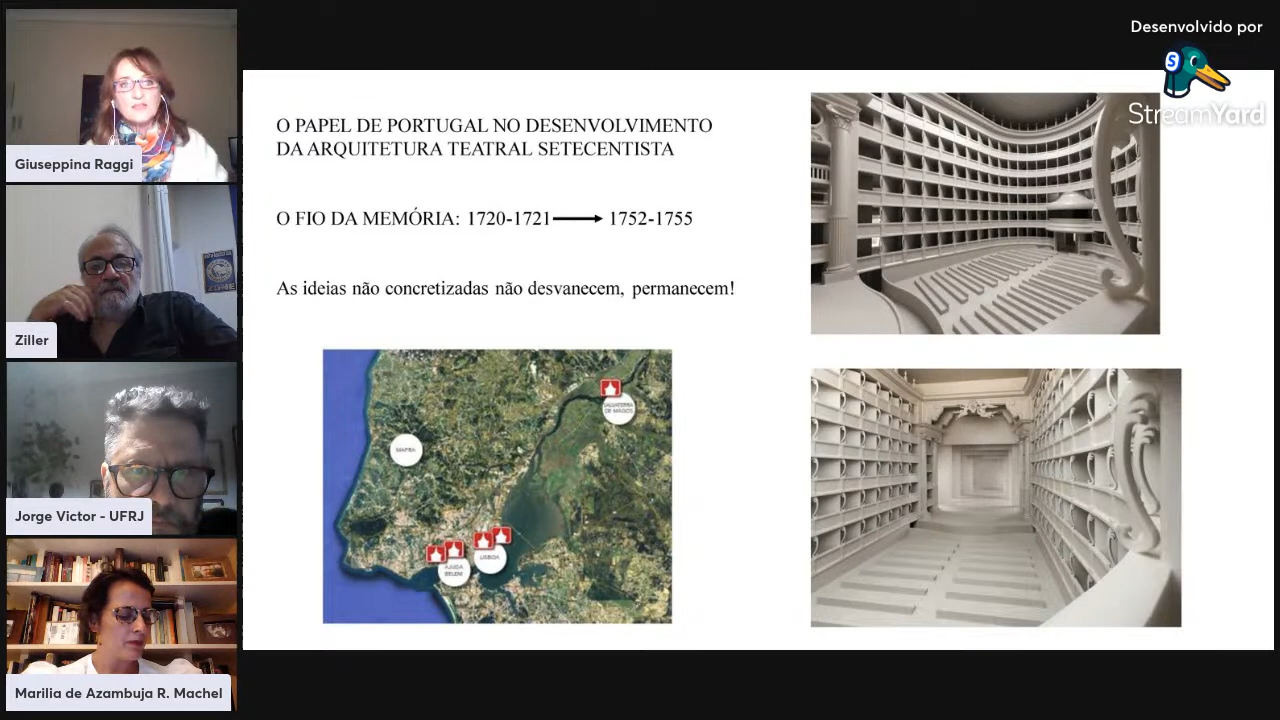 Desenvolvido por
StreamYard
Giuseppina Raggi
Ziller
Jorge Victor - UFRJ
Marilia de Azambuja R. Machel
O PAPEL DE PORTUGAL NO DESENVOLVIMENTO
DA ARQUITETURA TEATRAL SETECENTISTA
O FIO DA MEMÓRIA: 1720-1721 → 1752-1755
As ideias não concretizadas não desvanecem, permanecem!
SALVATERRA
DE MAGOS
MAFRA
LISBOA
AJUDA
BELÉM